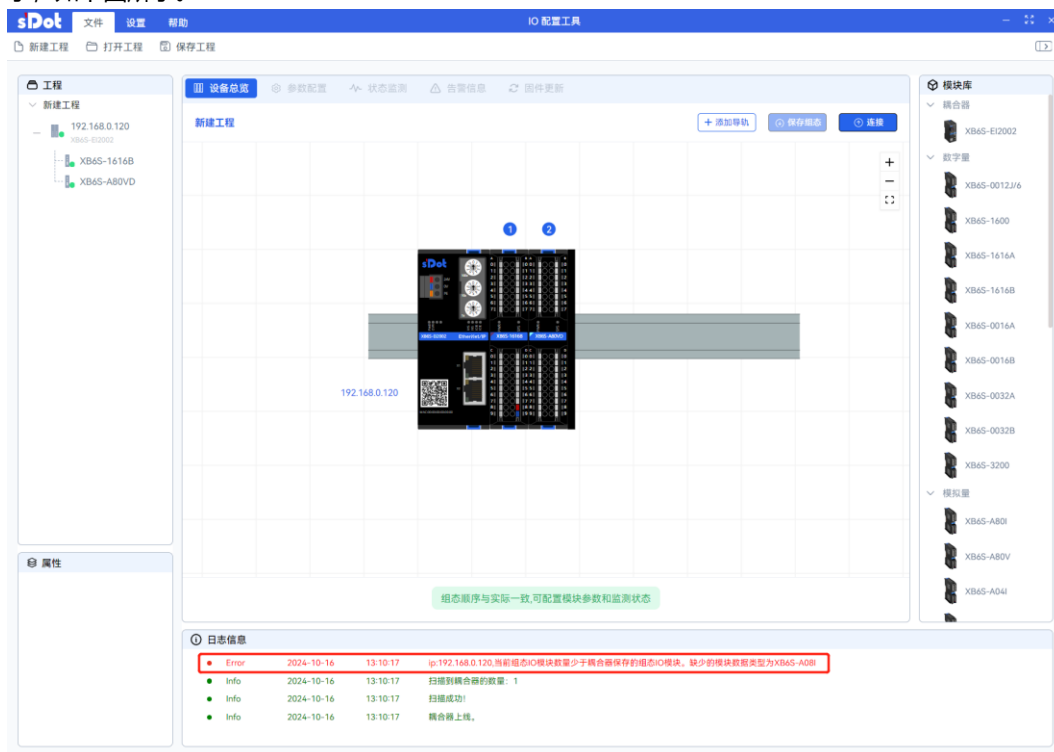 sDot 文件 设置 帮助 IO 配置工具
新建工程 打开工程 保存工程
工程
新建工程
192.168.0.120
XB6S-EI2002
XB6S-1616B
XB6S-A80VD
属性
设备总览 参数配置 状态监测 告警信息 固件更新
新建工程 + 添加导轨 保存组态 连接
1 2
sDot
XB6S-EI2002 EtherNet/IP XB6S-1616B XB6S-A80VD
192.168.0.120
组态顺序与实际一致,可配置模块参数和监测状态
日志信息
Error 2024-10-16 13:10:17 ip:192.168.0.120,当前组态IO模块数量少于耦合器保存的组态IO模块。缺少的模块数据类型为XB6S-A08I
Info 2024-10-16 13:10:17 扫描到耦合器的数量: 1
Info 2024-10-16 13:10:17 扫描成功!
Info 2024-10-16 13:10:17 耦合器上线。
模块库
耦合器
XB6S-EI2002
数字量
XB6S-0012J/6
XB6S-1600
XB6S-1616A
XB6S-1616B
XB6S-0016A
XB6S-0016B
XB6S-0032A
XB6S-0032B
XB6S-3200
模拟量
XB6S-A80I
XB6S-A80V
XB6S-A04I